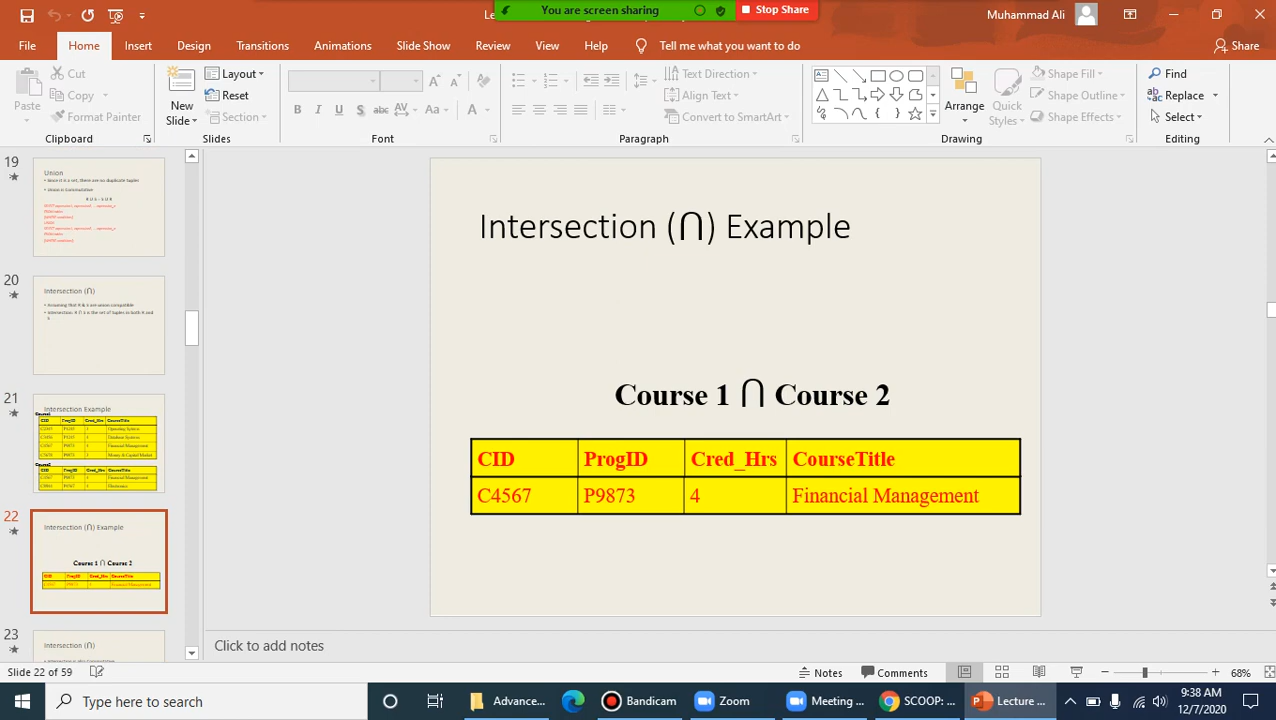 Le
You are screen sharing
Stop Share
Muhammad Ali
File Home Insert Design Transitions Animations Slide Show Review View Help Tell me what you want to do Share
Paste
Cut
Copy
Format Painter
Clipboard
New Slide
Layout
Reset
Section
Slides
Font
Paragraph
Text Direction
Align Text
Convert to SmartArt
Arrange
Quick Styles
Shape Fill
Shape Outline
Shape Effects
Drawing
Find
Replace
Select
Editing
19
Union
20
Intersection (⋂)
21
Intersection Example
22
Intersection (⋂) Example
Course 1 ⋂ Course 2
23
Intersection (⋂)
Intersection (⋂) Example
Course 1 ⋂ Course 2
CID ProgID Cred_Hrs CourseTitle
C4567 P9873 4 Financial Management
Click to add notes
Slide 22 of 59
Notes
Comments
68%
Type here to search
Advance...
Bandicam
Zoom
Meeting ...
SCOOP: ...
Lecture ...
9:38 AM
12/7/2020